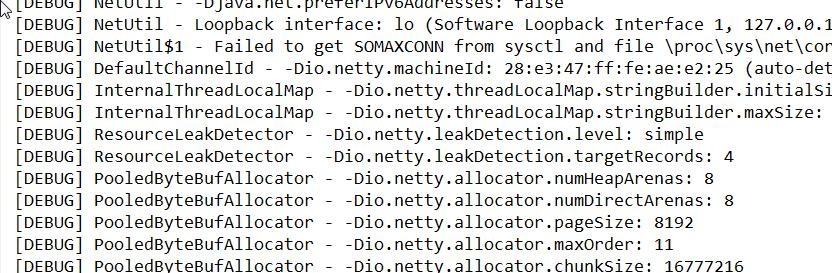 [DEBUG] NetUtil - -Djava.net.preferIPv6Addresses: false
[DEBUG] NetUtil - Loopback interface: lo (Software Loopback Interface 1, 127.0.0.1
[DEBUG] NetUtil$1 - Failed to get SOMAXCONN from sysctl and file \proc\sys\net\cor
[DEBUG] DefaultChannelId - -Dio.netty.machineId: 28:e3:47:ff:fe:ae:e2:25 (auto-det
[DEBUG] InternalThreadLocalMap - -Dio.netty.threadLocalMap.stringBuilder.initialSi
[DEBUG] InternalThreadLocalMap - -Dio.netty.threadLocalMap.stringBuilder.maxSize:
[DEBUG] ResourceLeakDetector - -Dio.netty.leakDetection.level: simple
[DEBUG] ResourceLeakDetector - -Dio.netty.leakDetection.targetRecords: 4
[DEBUG] PooledByteBufAllocator - -Dio.netty.allocator.numHeapArenas: 8
[DEBUG] PooledByteBufAllocator - -Dio.netty.allocator.numDirectArenas: 8
[DEBUG] PooledByteBufAllocator - -Dio.netty.allocator.pageSize: 8192
[DEBUG] PooledByteBufAllocator - -Dio.netty.allocator.maxOrder: 11
[DEBUG] PooledByteBufAllocator - -Dio.netty.allocator.chunkSize: 16777216